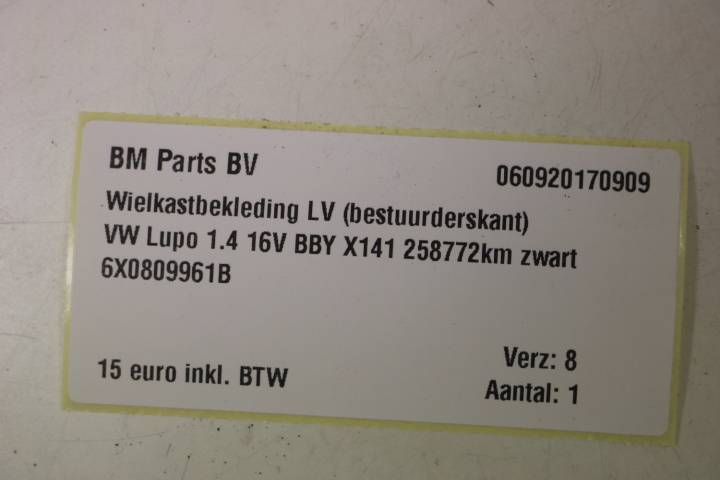 BM Parts BV
060920170909
Wielkastbekleding LV (bestuurderskant)
VW Lupo 1.4 16V BBY X141 258772km zwart
6X0809961B
15 euro inkl. BTW
Verz: 8
Aantal: 1